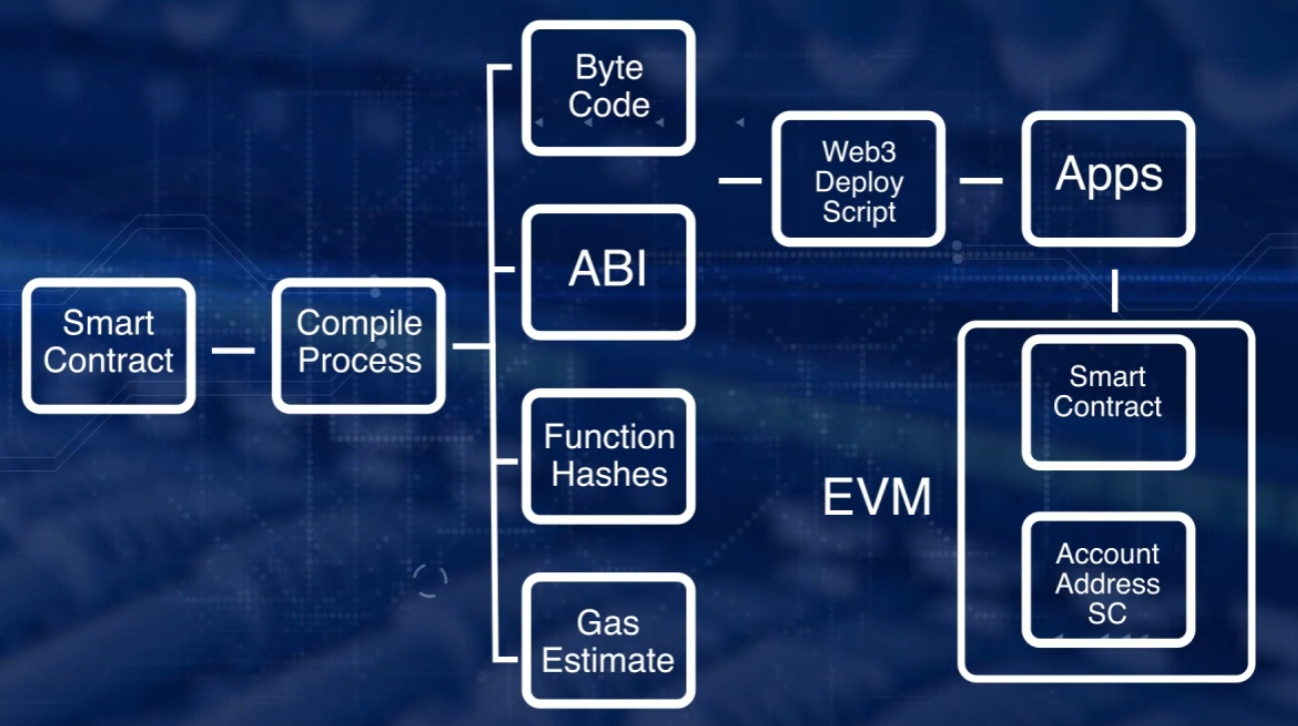 Smart
Contract
Compile
Process
Byte
Code
ABI
Function
Hashes
Gas
Estimate
Web3
Deploy
Script
Apps
EVM
Smart
Contract
Account
Address
SC